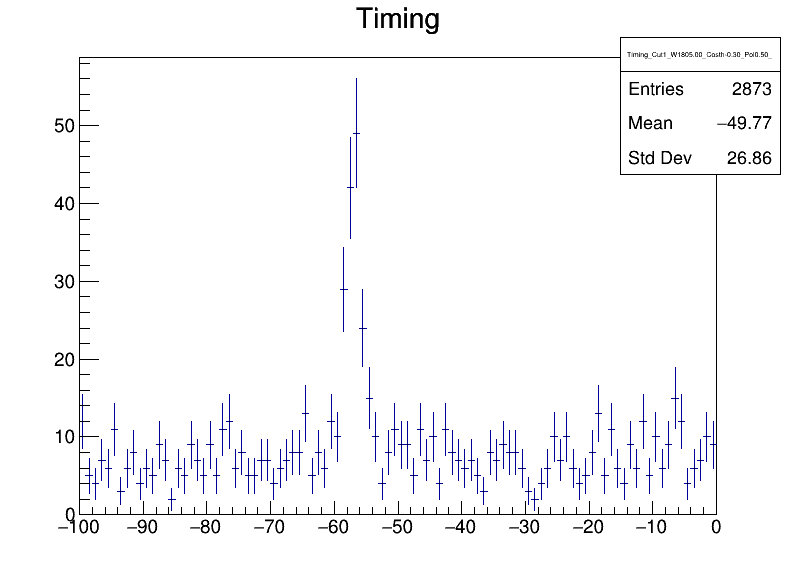 Timing
Timing_Cut1_W1805.00_Costh-0.30_Pol0.50_
Entries 2873
Mean −49.77
Std Dev 26.86
50
40
30
20
10
0
−100 −90 −80 −70 −60 −50 −40 −30 −20 −10 0